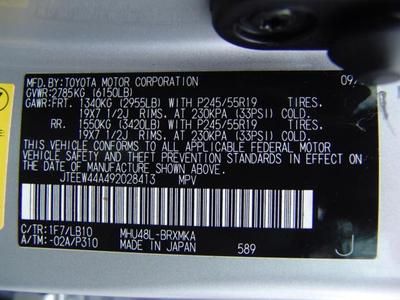 MFD.BY:TOYOTA MOTOR CORPORATION 09/
GVWR:2785KG (6150LB)
GAWR:FRT. 1340KG (2955LB) WITH P245/55R19 TIRES.
19X7 1/2J RIMS, AT 230KPA (33PSI) COLD
RR. 1550KG (3420LB) WITH P245/55R19 TIRES.
19X7 1/2J RIMS, AT 230KPA (33PSI) COLD
THIS VEHICLE CONFORMS TO ALL APPLICABLE FEDERAL MOTOR
VEHICLE SAFETY STANDARDS IN EFFECT ON THE
DATE OF MANUFACTURE SHOWN ABOVE.
JTEEW44A492028413 MPV
C/TR:1F7/LB10 MHU48L-BRXMKA
A/TM:-02A/P310 MADE IN JAPAN 589